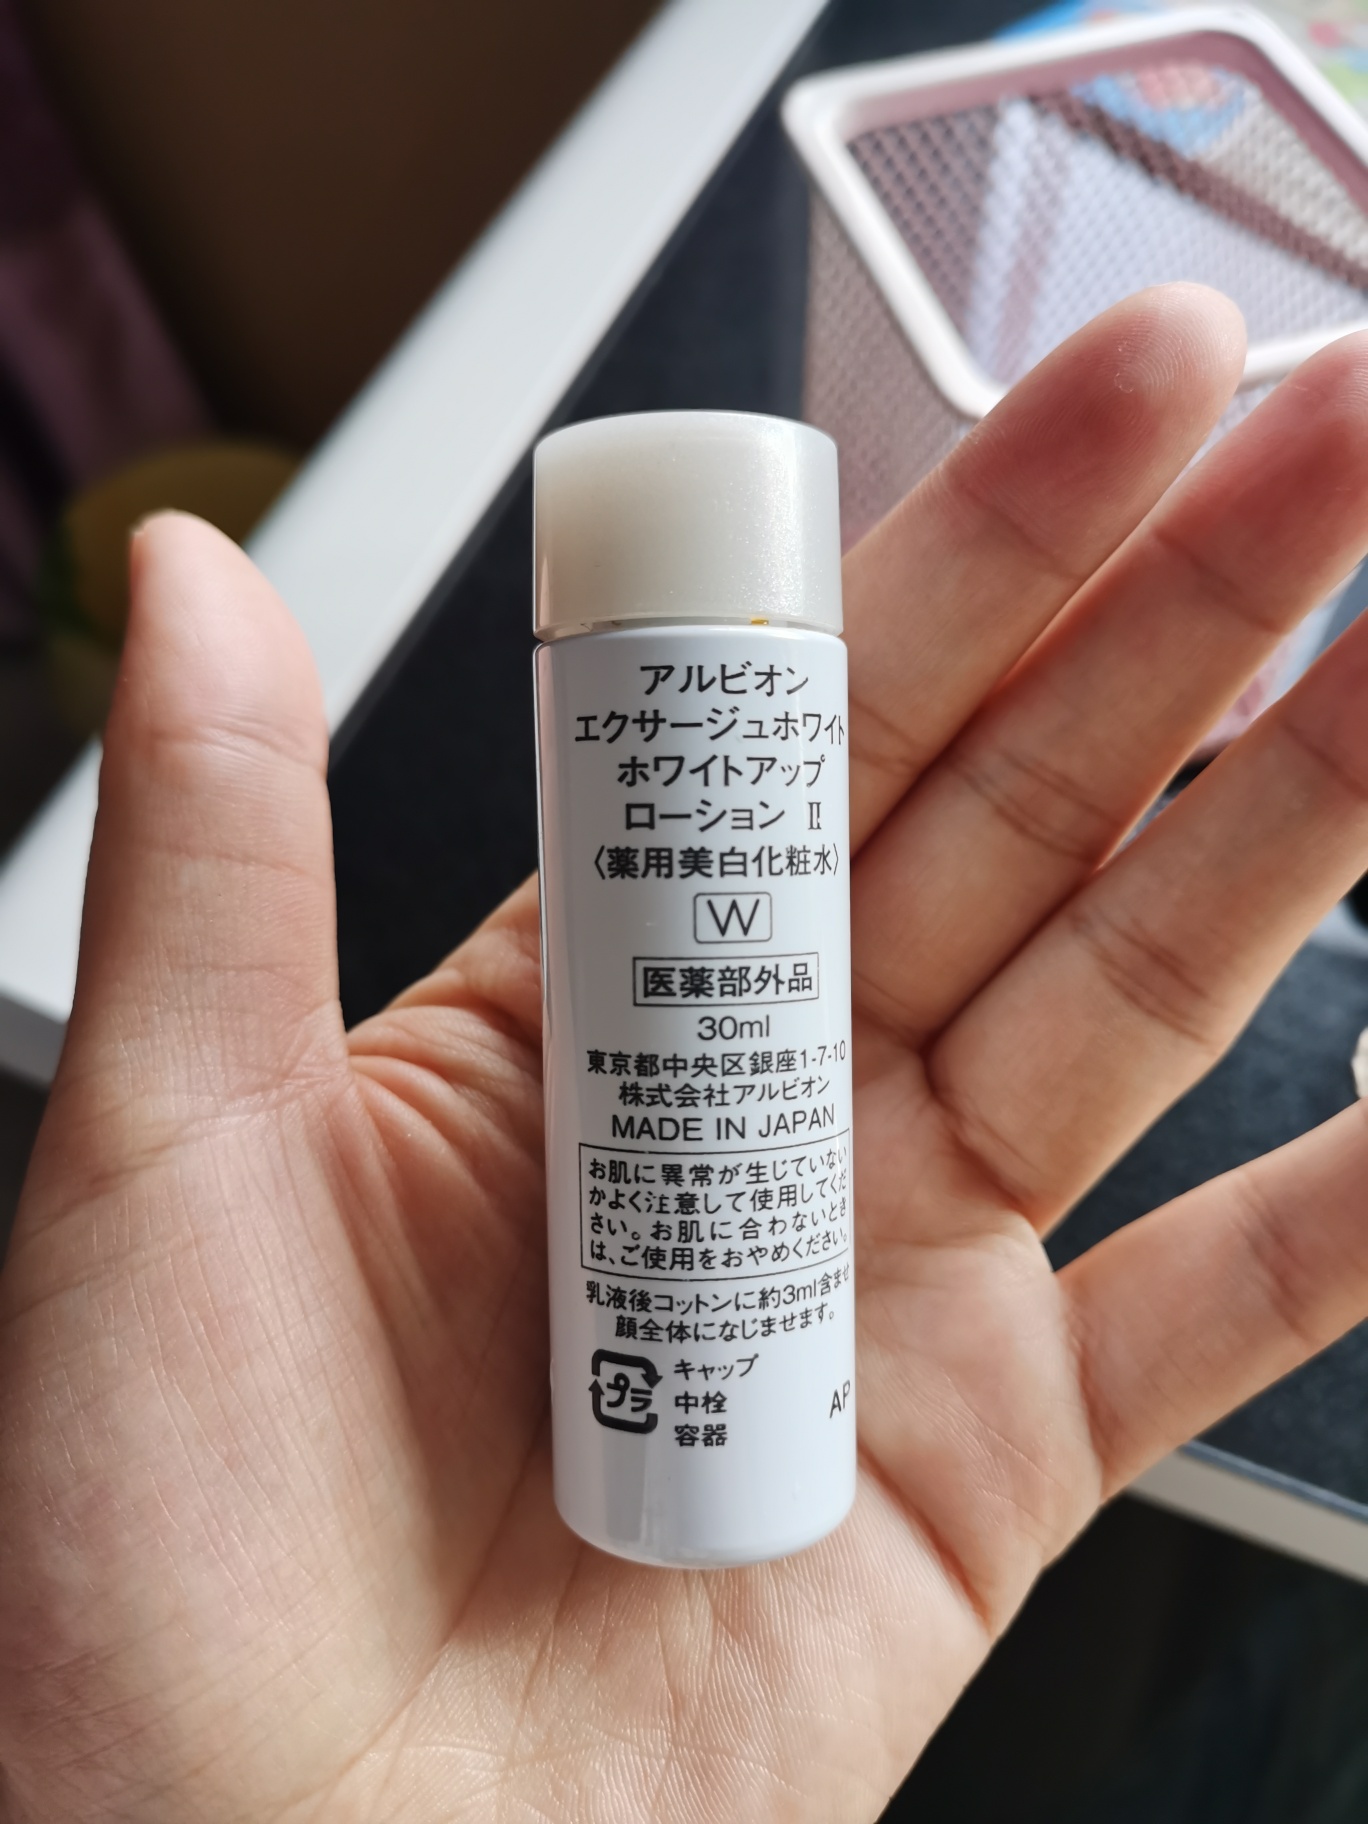 アルビオン
エクサージュホワイト
ホワイトアップ
ローション Ⅱ
〈薬用美白化粧水〉
W
医薬部外品
30ml
東京都中央区銀座1-7-10
株式会社アルビオン
MADE IN JAPAN
お肌に異常が生じていない
かよく注意して使用してくだ
さい。お肌に合わないとき
は、ご使用をおやめください。
乳液後コットンに約3ml含ませ
顔全体になじませます。
プラ
キャップ
中栓
容器
AP